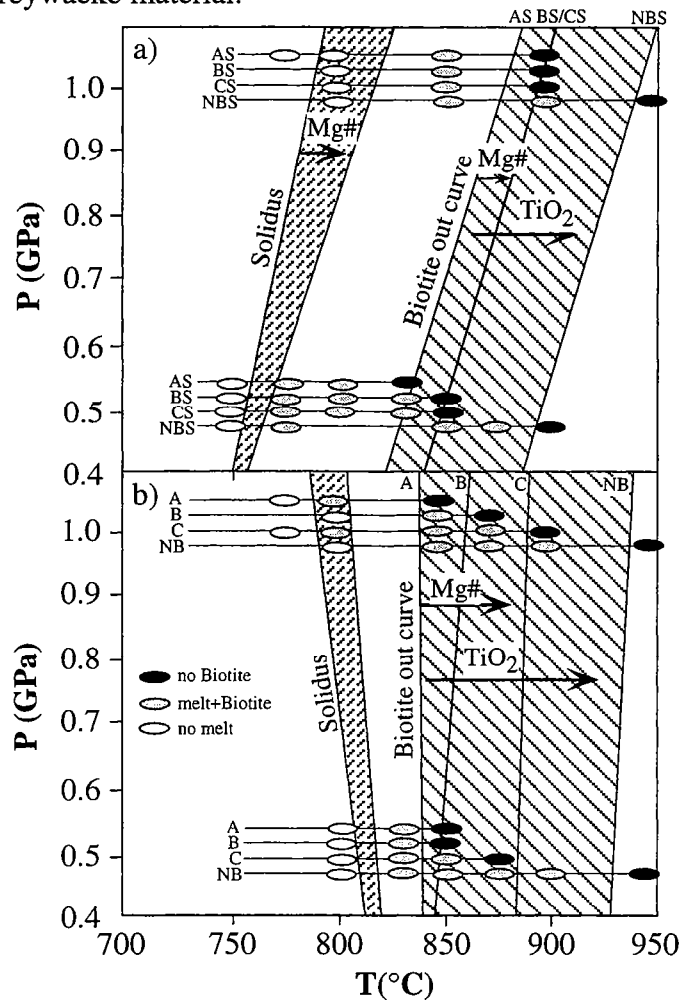 reywacke material.
AS BS/CS NBS
a)
AS
BS
CS
NBS
1.0
Mg#
0.9
Mg#
0.8
TiO2
Solidus
Biotite out curve
P (GPa)
0.7
0.6
AS
BS
CS
NBS
0.5
0.4
b)
A B C NB
A
B
C
NB
1.0
0.9
Mg#
0.8
TiO2
Solidus
Biotite out curve
P (GPa)
no Biotite
melt+Biotite
no melt
0.7
0.6
A
B
C
NB
0.5
0.4
700 750 800 850 900 950
T(°C)